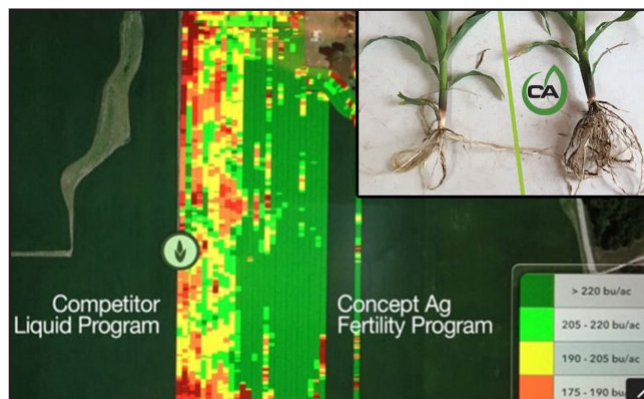 CA
Competitor
Liquid Program
Concept Ag
Fertility Program
> 220 bu/ac
205 - 220 bu/ac
190 - 205 bu/ac
175 - 190 bu/